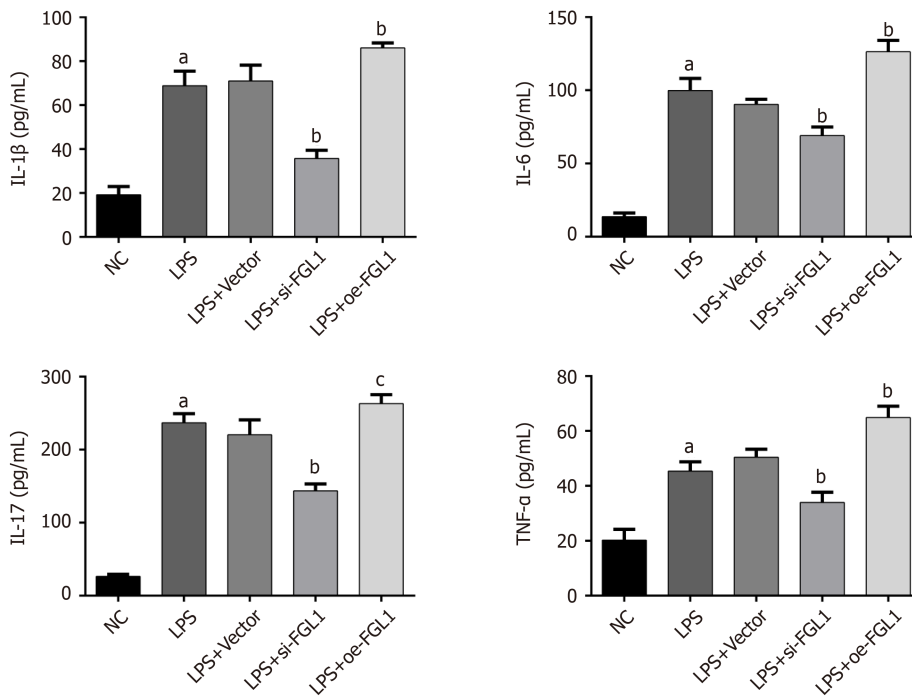 IL-1β (pg/mL)
100
80
60
40
20
0
a
b
b
NC
LPS
LPS+Vector
LPS+si-FGL1
LPS+oe-FGL1
IL-6 (pg/mL)
150
100
50
0
a
b
b
NC
LPS
LPS+Vector
LPS+si-FGL1
LPS+oe-FGL1
IL-17 (pg/mL)
300
200
100
0
a
b
c
NC
LPS
LPS+Vector
LPS+si-FGL1
LPS+oe-FGL1
TNF-α (pg/mL)
80
60
40
20
0
a
b
b
NC
LPS
LPS+Vector
LPS+si-FGL1
LPS+oe-FGL1